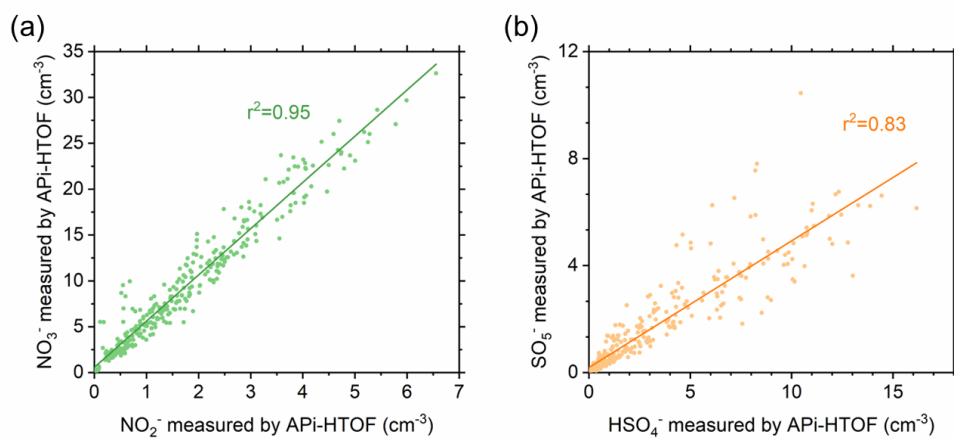 (a)
35
30
25
20
15
10
5
0
NO₃⁻ measured by APi-HTOF (cm⁻³)
r²=0.95
0 1 2 3 4 5 6 7
NO₂⁻ measured by APi-HTOF (cm⁻³)
(b)
12
8
4
0
SO₅⁻ measured by APi-HTOF (cm⁻³)
r²=0.83
0 5 10 15
HSO₄⁻ measured by APi-HTOF (cm⁻³)